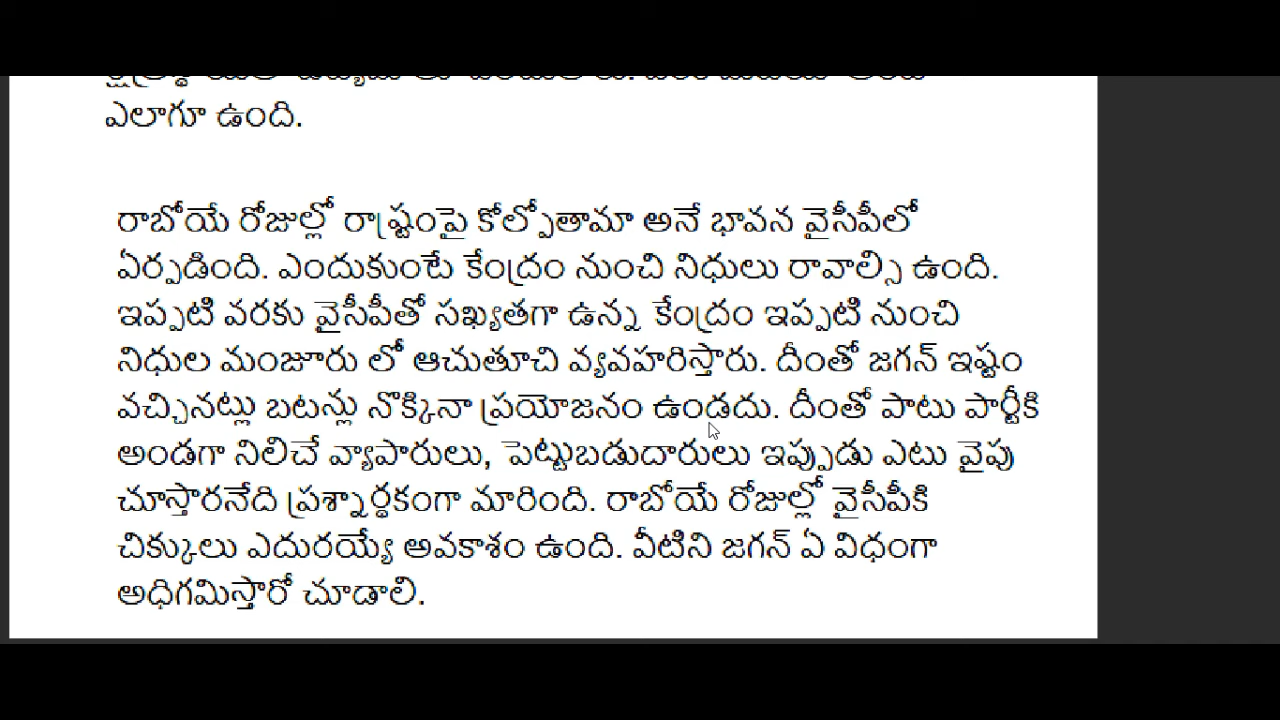 ఎలాగూ ఉంది.
రాబోయే రోజుల్లో రాష్ట్రంపై కోల్పోతామా అనే భావన వైసీపీలో
ఏర్పడింది. ఎందుకుంటే కేంద్రం నుంచి నిధులు రావాల్సి ఉంది.
ఇప్పటి వరకు వైసీపీతో సఖ్యతగా ఉన్న కేంద్రం ఇప్పటి నుంచి
నిధుల మంజూరు లో ఆచుతూచి వ్యవహరిస్తారు. దీంతో జగన్ ఇష్టం
వచ్చినట్లు బటన్లు నొక్కినా ప్రయోజనం ఉండదు. దీంతో పాటు పార్టీకి
అండగా నిలిచే వ్యాపారులు, పెట్టుబడుదారులు ఇప్పుడు ఎటు వైపు
చూస్తారనేది ప్రశ్నార్థకంగా మారింది. రాబోయే రోజుల్లో వైసీపీకి
చిక్కులు ఎదురయ్యే అవకాశం ఉంది. వీటిని జగన్ ఏ విధంగా
అధిగమిస్తారో చూడాలి.